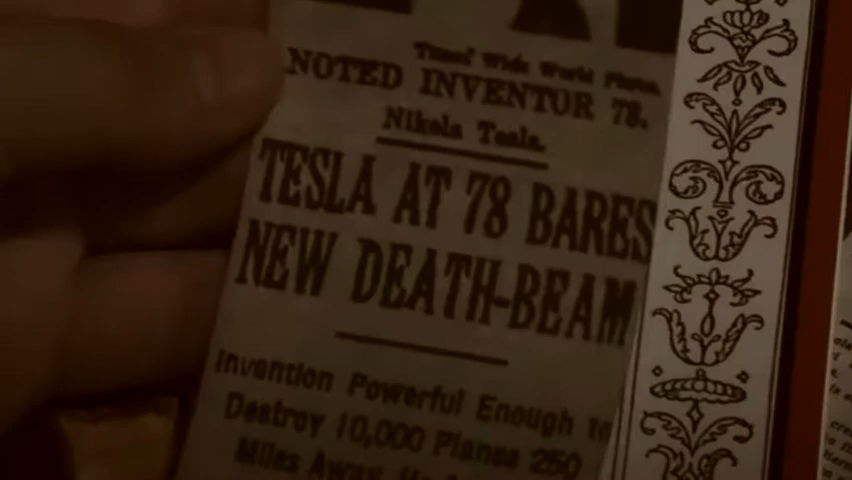 Times' Wide World Photo.
NOTED INVENTOR 78.
Nikola Tesla.
TESLA AT 78 BARES
NEW DEATH-BEAM
Invention Powerful Enough
Destroy 10,000 Planes 250
Miles Away,